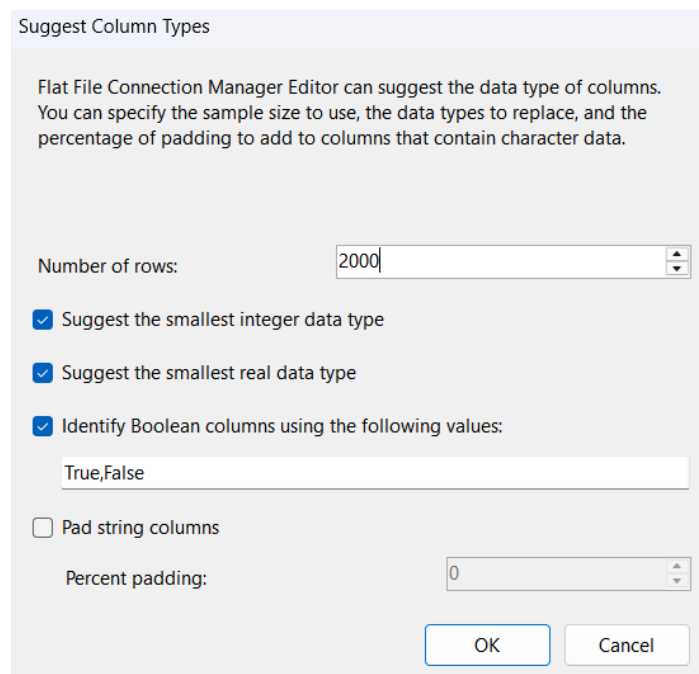 Suggest Column Types
Flat File Connection Manager Editor can suggest the data type of columns.
You can specify the sample size to use, the data types to replace, and the
percentage of padding to add to columns that contain character data.
Number of rows:
2000
Suggest the smallest integer data type
Suggest the smallest real data type
Identify Boolean columns using the following values:
True,False
Pad string columns
Percent padding:
0
OK
Cancel